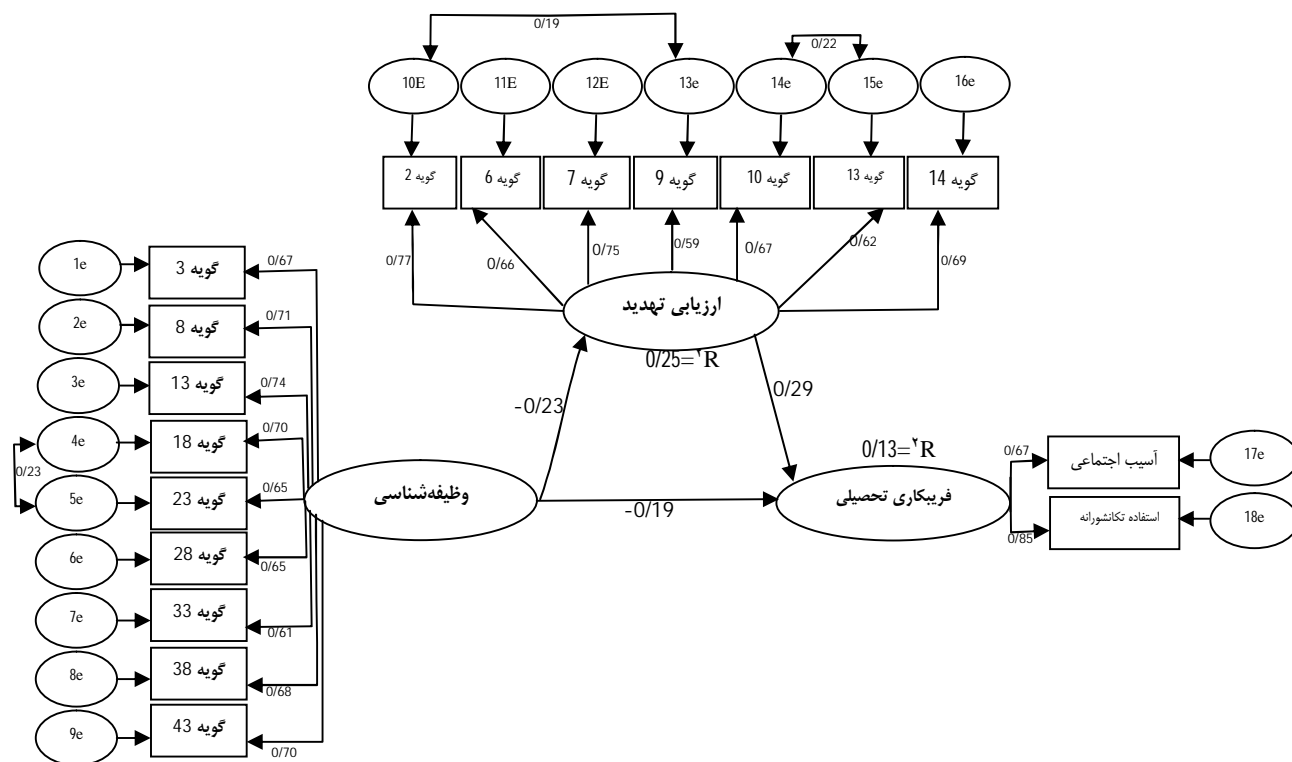 0/19
0/22
10E
11E
12E
13e
14e
15e
16e
گویه 2
گویه 6
گویه 7
گویه 9
گویه 10
گویه 13
گویه 14
0/77
0/66
0/75
0/59
0/67
0/62
0/69
ارزیابی تهدید
0/25=²R
1e
گویه 3
0/67
2e
گویه 8
0/71
3e
گویه 13
0/74
4e
گویه 18
0/70
0/23
5e
گویه 23
0/65
6e
گویه 28
0/65
7e
گویه 33
0/61
8e
گویه 38
0/68
9e
گویه 43
0/70
وظیفه‌شناسی
-0/23
0/29
-0/19
0/13=²R
فریبکاری تحصیلی
0/67
آسیب اجتماعی
17e
0/85
استفاده تکانشورانه
18e